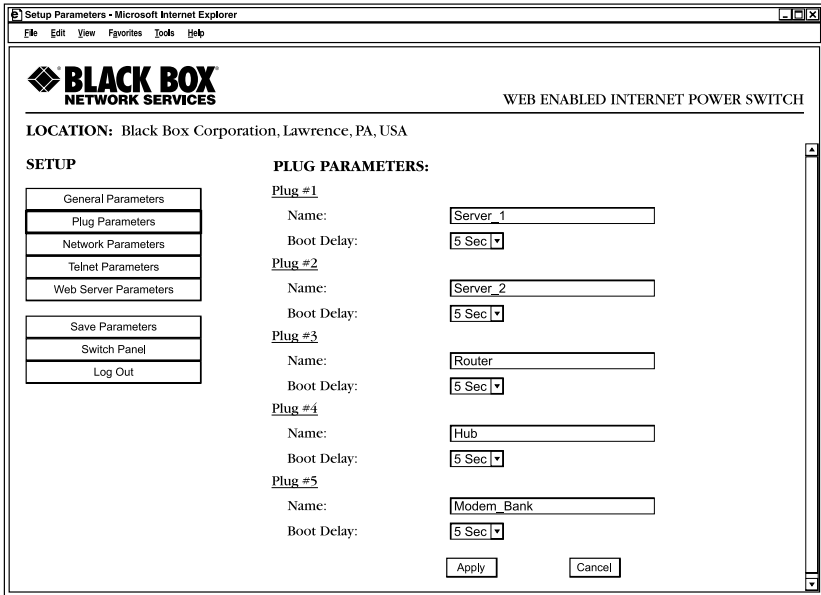 Setup Parameters - Microsoft Internet Explorer
File Edit View Favorites Tools Help
BLACK BOX®
NETWORK SERVICES
WEB ENABLED INTERNET POWER SWITCH
LOCATION: Black Box Corporation, Lawrence, PA, USA
SETUP
General Parameters
Plug Parameters
Network Parameters
Telnet Parameters
Web Server Parameters
Save Parameters
Switch Panel
Log Out
PLUG PARAMETERS:
Plug #1
Name: Server_1
Boot Delay: 5 Sec
Plug #2
Name: Server_2
Boot Delay: 5 Sec
Plug #3
Name: Router
Boot Delay: 5 Sec
Plug #4
Name: Hub
Boot Delay: 5 Sec
Plug #5
Name: Modem_Bank
Boot Delay: 5 Sec
Apply Cancel